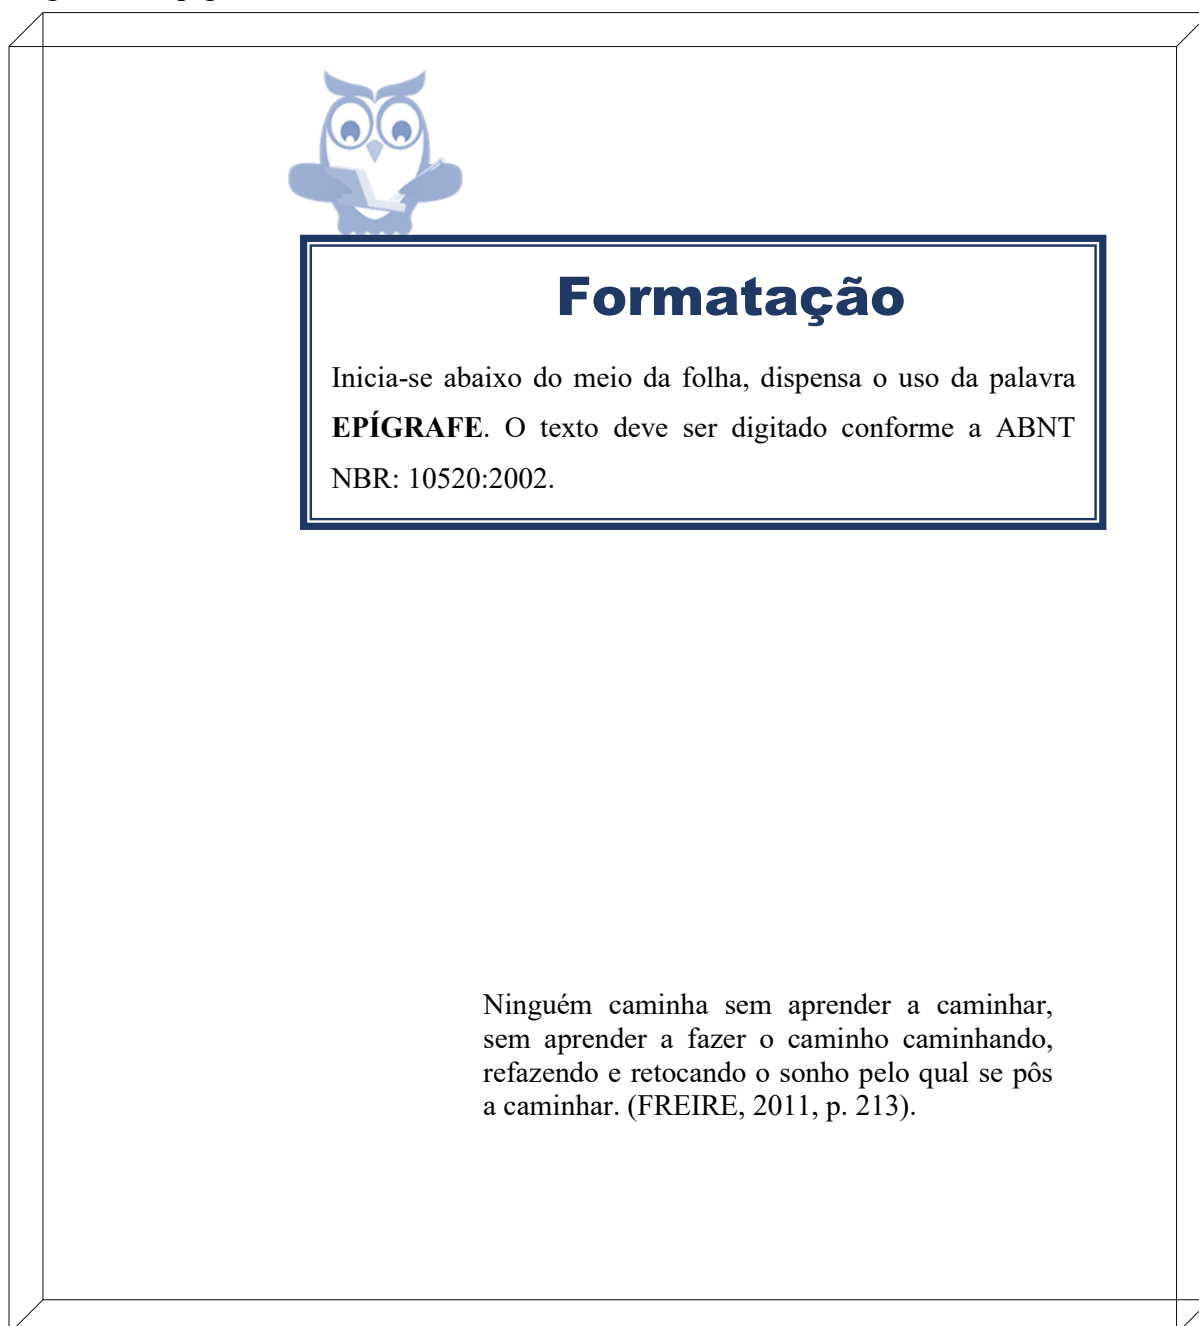 Formatação
Inicia-se abaixo do meio da folha, dispensa o uso da palavra
EPÍGRAFE. O texto deve ser digitado conforme a ABNT
NBR: 10520:2002.
Ninguém caminha sem aprender a caminhar,
sem aprender a fazer o caminho caminhando,
refazendo e retocando o sonho pelo qual se pôs
a caminhar. (FREIRE, 2011, p. 213).